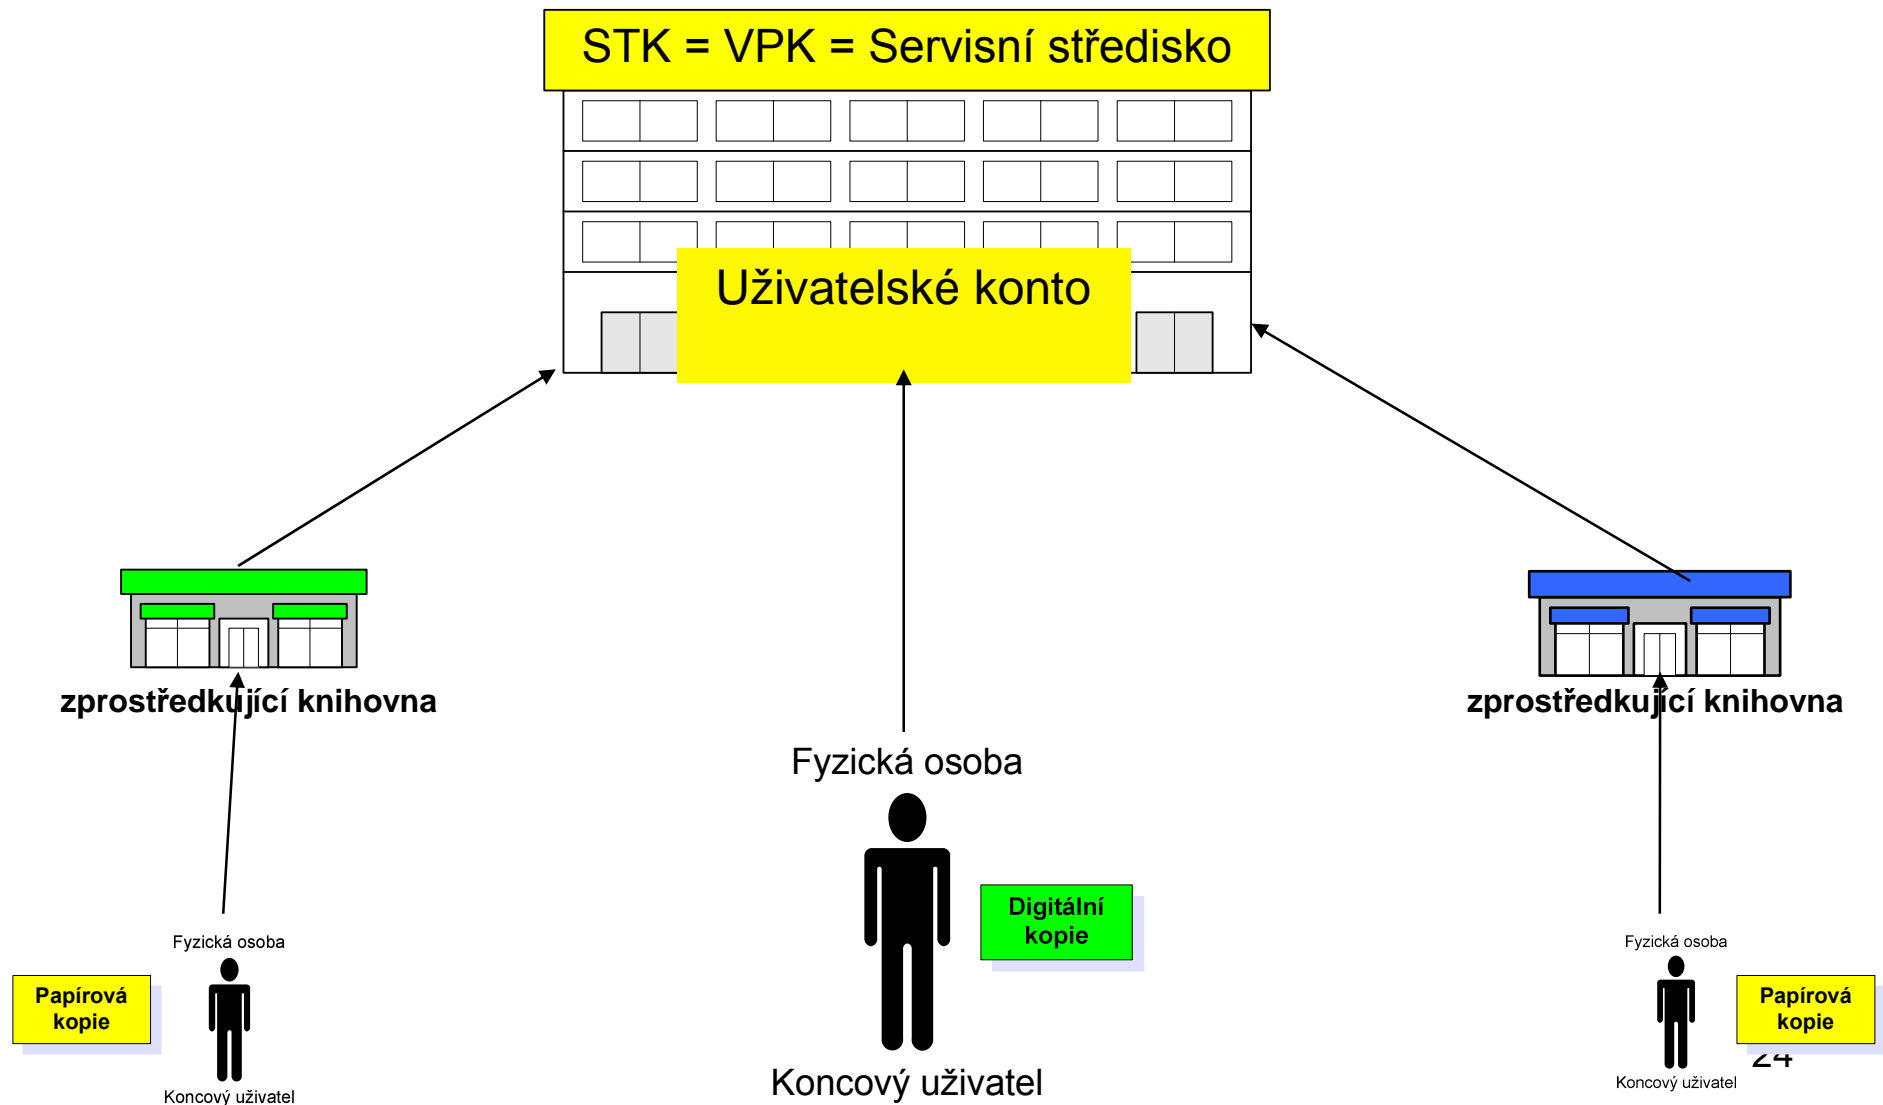 STK = VPK = Servisní středisko
Uživatelské konto
zprostředkující knihovna
zprostředkující knihovna
Fyzická osoba
Digitální
kopie
Fyzická osoba
Fyzická osoba
Papírová
kopie
Papírová
kopie
24
Koncový uživatel
Koncový uživatel
Koncový uživatel